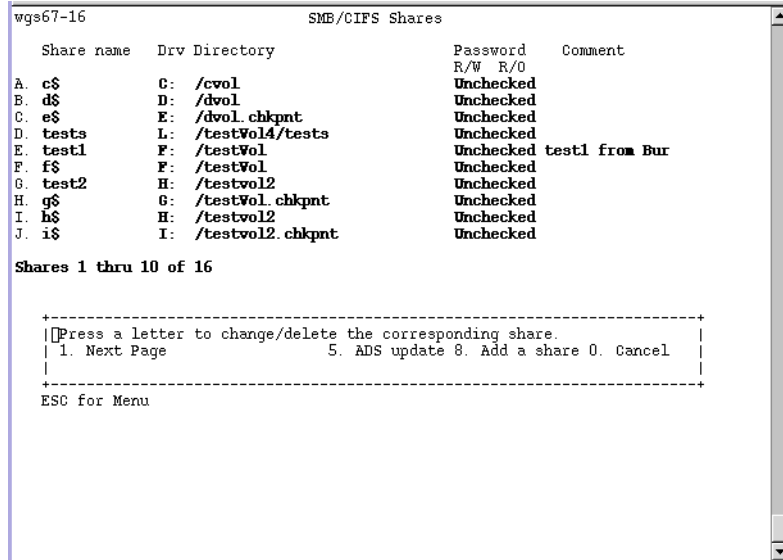 wgs67-16 SMB/CIFS Shares
Share name Drv Directory Password Comment
R/W R/O
A. c$ C: /cvol Unchecked
B. d$ D: /dvol Unchecked
C. e$ E: /dvol.chkpnt Unchecked
D. tests L: /testVol4/tests Unchecked
E. test1 F: /testVol Unchecked test1 from Bur
F. f$ F: /testVol Unchecked
G. test2 H: /testvol2 Unchecked
H. g$ G: /testVol.chkpnt Unchecked
I. h$ H: /testvol2 Unchecked
J. i$ I: /testvol2.chkpnt Unchecked
Shares 1 thru 10 of 16
Press a letter to change/delete the corresponding share.
1. Next Page 5. ADS update 8. Add a share 0. Cancel
ESC for Menu